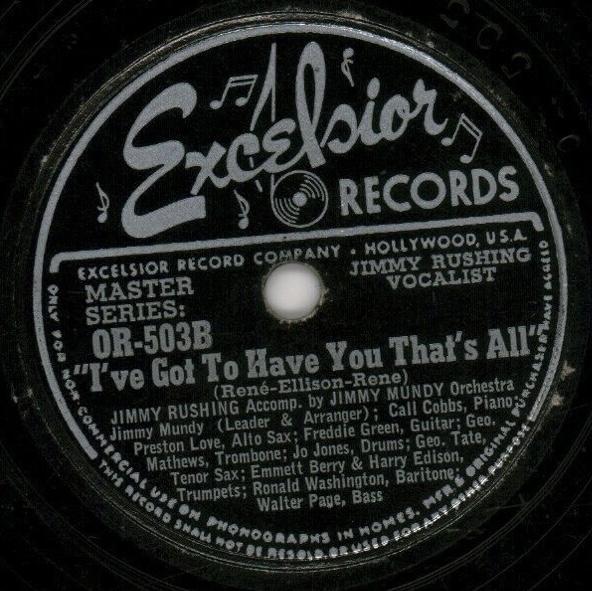 Excelsior
RECORDS
EXCELSIOR RECORD COMPANY • HOLLYWOOD, U.S.A.
MASTER
SERIES:
OR-503B
JIMMY RUSHING
VOCALIST
"I've Got To Have You That's All"
(René-Ellison-Rene)
JIMMY RUSHING Accomp. by JIMMY MUNDY Orchestra
Jimmy Mundy (Leader & Arranger); Call Cobbs, Piano;
Preston Love, Alto Sax; Freddie Green, Guitar; Geo.
Mathews, Trombone; Jo Jones, Drums; Geo. Tate,
Tenor Sax; Emmett Berry & Harry Edison,
Trumpets; Ronald Washington, Baritone;
Walter Page, Bass
ONLY FOR NON-COMMERCIAL USE ON PHONOGRAPHS IN HOMES. MFR & ORIGINAL PURCHASER HAVE AGREED
THIS RECORD SHALL NOT BE RESOLD, OR USED FOR ANY OTHER PURPOSE